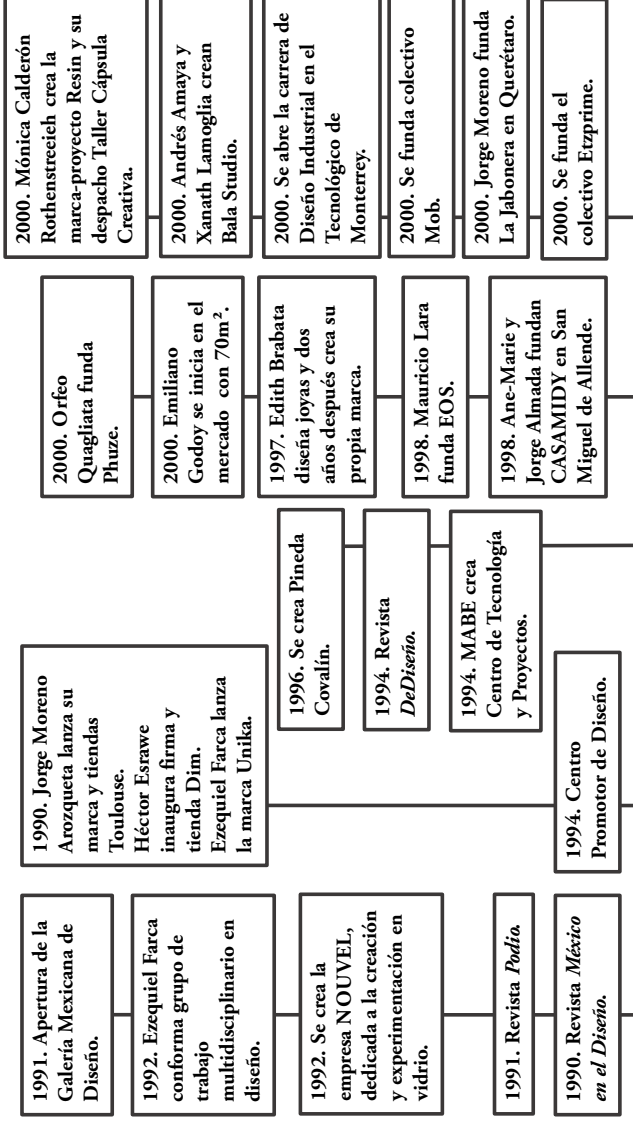 1991. Apertura de la
Galería Mexicana de
Diseño.
1992. Ezequiel Farca
conforma grupo de
trabajo
multidisciplinario en
diseño.
1992. Se crea la
empresa NOUVEL,
dedicada a la creación
y experimentación en
vidrio.
1991. Revista Podio.
1990. Revista México
en el Diseño.
1990. Jorge Moreno
Arozqueta lanza su
marca y tiendas
Toulouse.
Héctor Esrawe
inaugura firma y
tienda Dim.
Ezequiel Farca lanza
la marca Unika.
1994. Centro
Promotor de Diseño.
1996. Se crea Pineda
Covalín.
1994. Revista
DeDiseño.
1994. MABE crea
Centro de Tecnología
y Proyectos.
2000. Orfeo
Quagliata funda
Phuze.
2000. Emiliano
Godoy se inicia en el
mercado con 70m².
1997. Edith Brabata
diseña joyas y dos
años después crea su
propia marca.
1998. Mauricio Lara
funda EOS.
1998. Ane-Marie y
Jorge Almada fundan
CASAMIDY en San
Miguel de Allende.
2000. Mónica Calderón
Rothenstreeieh crea la
marca-proyecto Resin y su
despacho Taller Cápsula
Creativa.
2000. Andrés Amaya y
Xanath Lamoglia crean
Bala Studio.
2000. Se abre la carrera de
Diseño Industrial en el
Tecnológico de
Monterrey.
2000. Se funda colectivo
Mob.
2000. Jorge Moreno funda
La Jabonera en Querétaro.
2000. Se funda el
colectivo Etzprime.